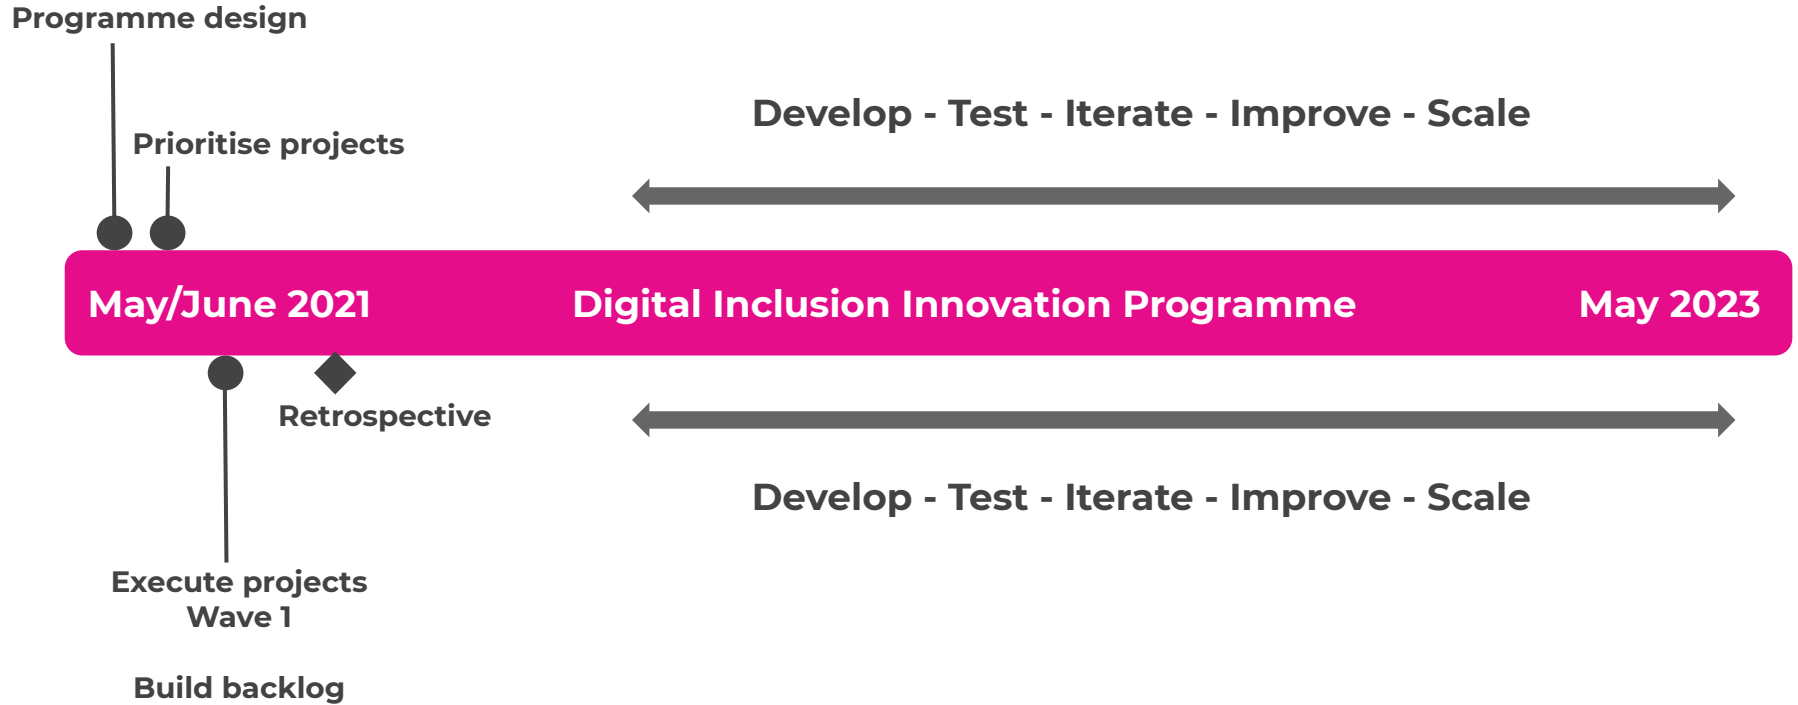 Programme design
Develop - Test - Iterate - Improve - Scale
Prioritise projects
May/June 2021
Digital Inclusion Innovation Programme
May 2023
Retrospective
Develop - Test - Iterate - Improve - Scale
Execute projects
Wave 1
Build backlog